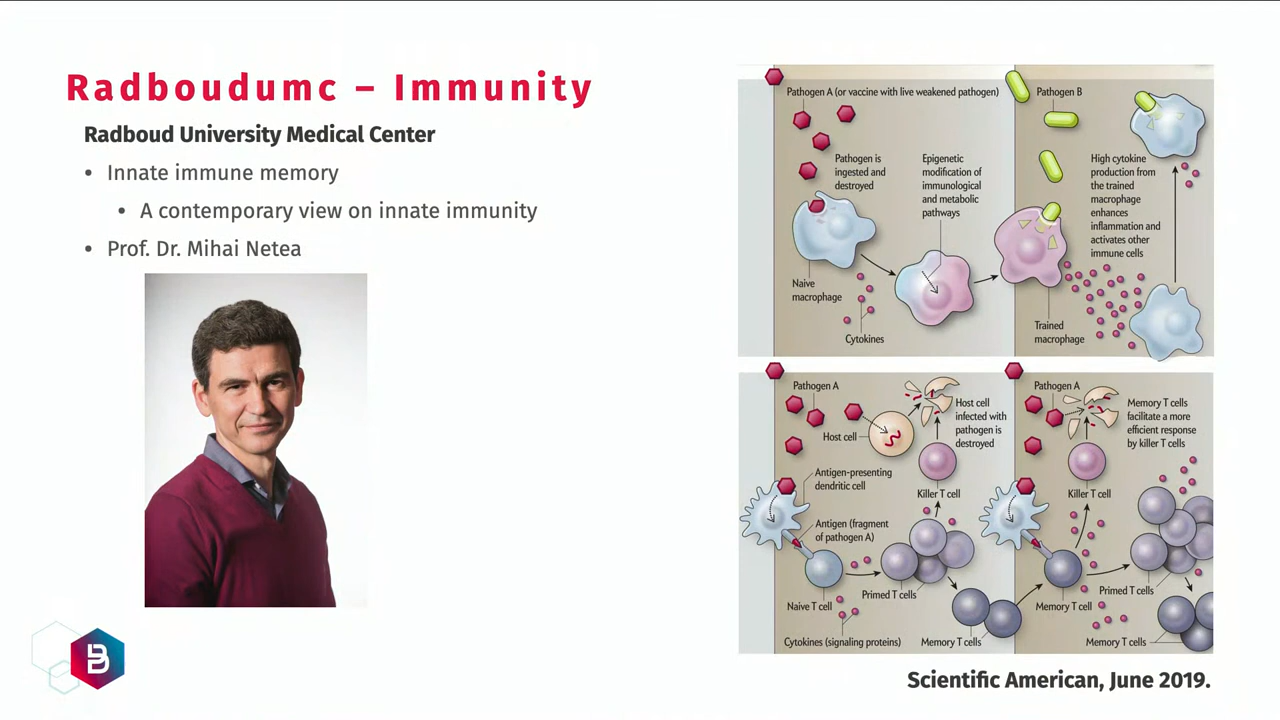 Radboudumc – Immunity
Radboud University Medical Center
• Innate immune memory
• A contemporary view on innate immunity
• Prof. Dr. Mihai Netea
Pathogen A (or vaccine with live weakened pathogen)
Pathogen is
ingested and
destroyed
Epigenetic
modification of
immunological
and metabolic
pathways
Naive
macrophage
Cytokines
Pathogen B
High cytokine
production from
the trained
macrophage
enhances
inflammation and
activates other
immune cells
Trained
macrophage
Pathogen A
Host cell
Host cell
infected with
pathogen is
destroyed
Antigen-presenting
dendritic cell
Killer T cell
Antigen (fragment
of pathogen A)
Naive T cell
Primed T cells
Cytokines (signaling proteins)
Memory T cells
Pathogen A
Memory T cells
facilitate a more
efficient response
by killer T cells
Killer T cell
Memory T cell
Primed T cells
Memory T cells
Scientific American, June 2019.
B